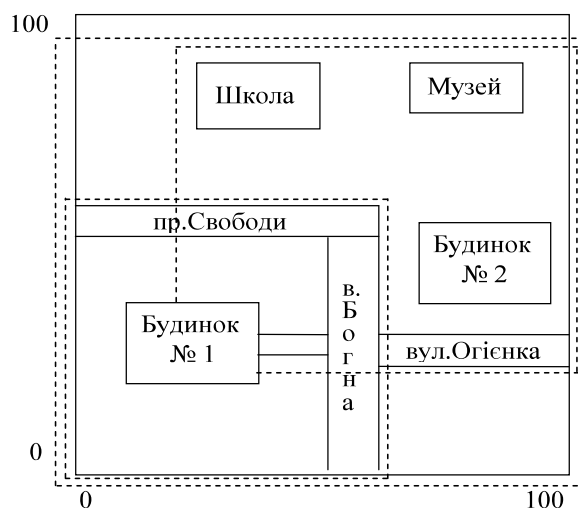 100
Школа
Музей
пр.Свободи
Будинок
№ 2
в.
Б
о
г
н
а
Будинок
№ 1
вул.Огієнка
0
0
100